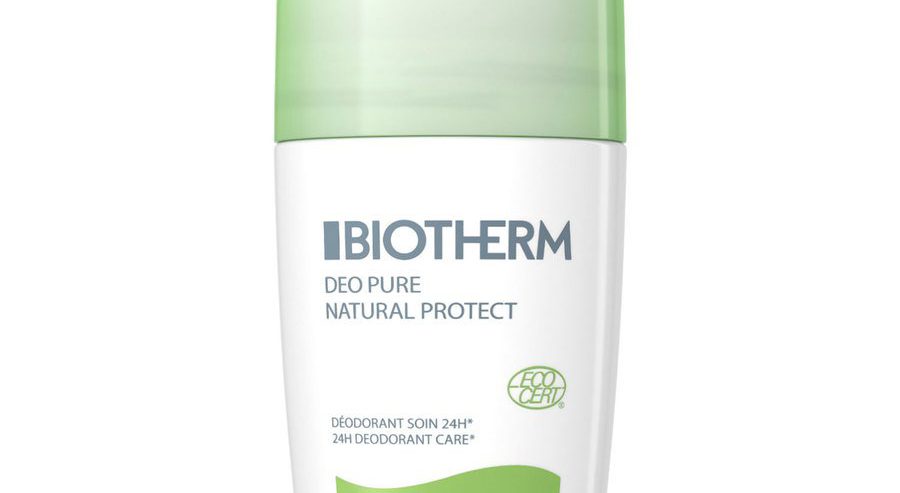 BIOTHERM
DEO PURE
NATURAL PROTECT
ECO
CERT®
DÉODORANT SOIN 24H*
24H DEODORANT CARE*